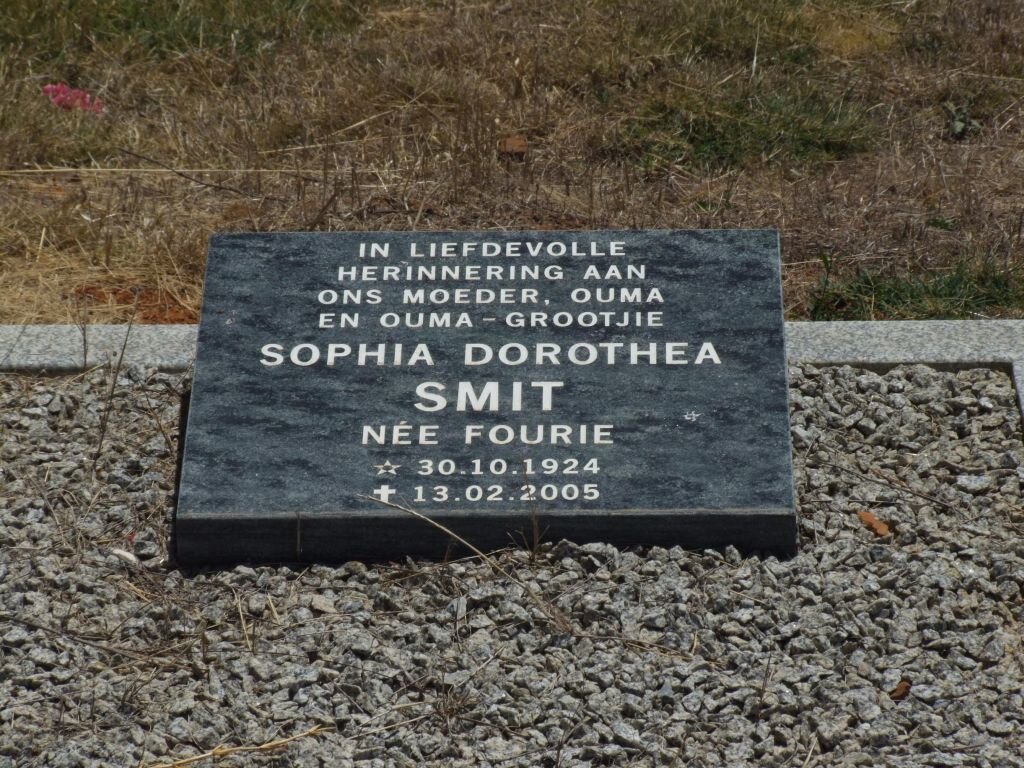 IN LIEFDEVOLLE
HERINNERING AAN
ONS MOEDER, OUMA
EN OUMA-GROOTJIE
SOPHIA DOROTHEA
SMIT
NÉE FOURIE
☆ 30.10.1924
✝ 13.02.2005